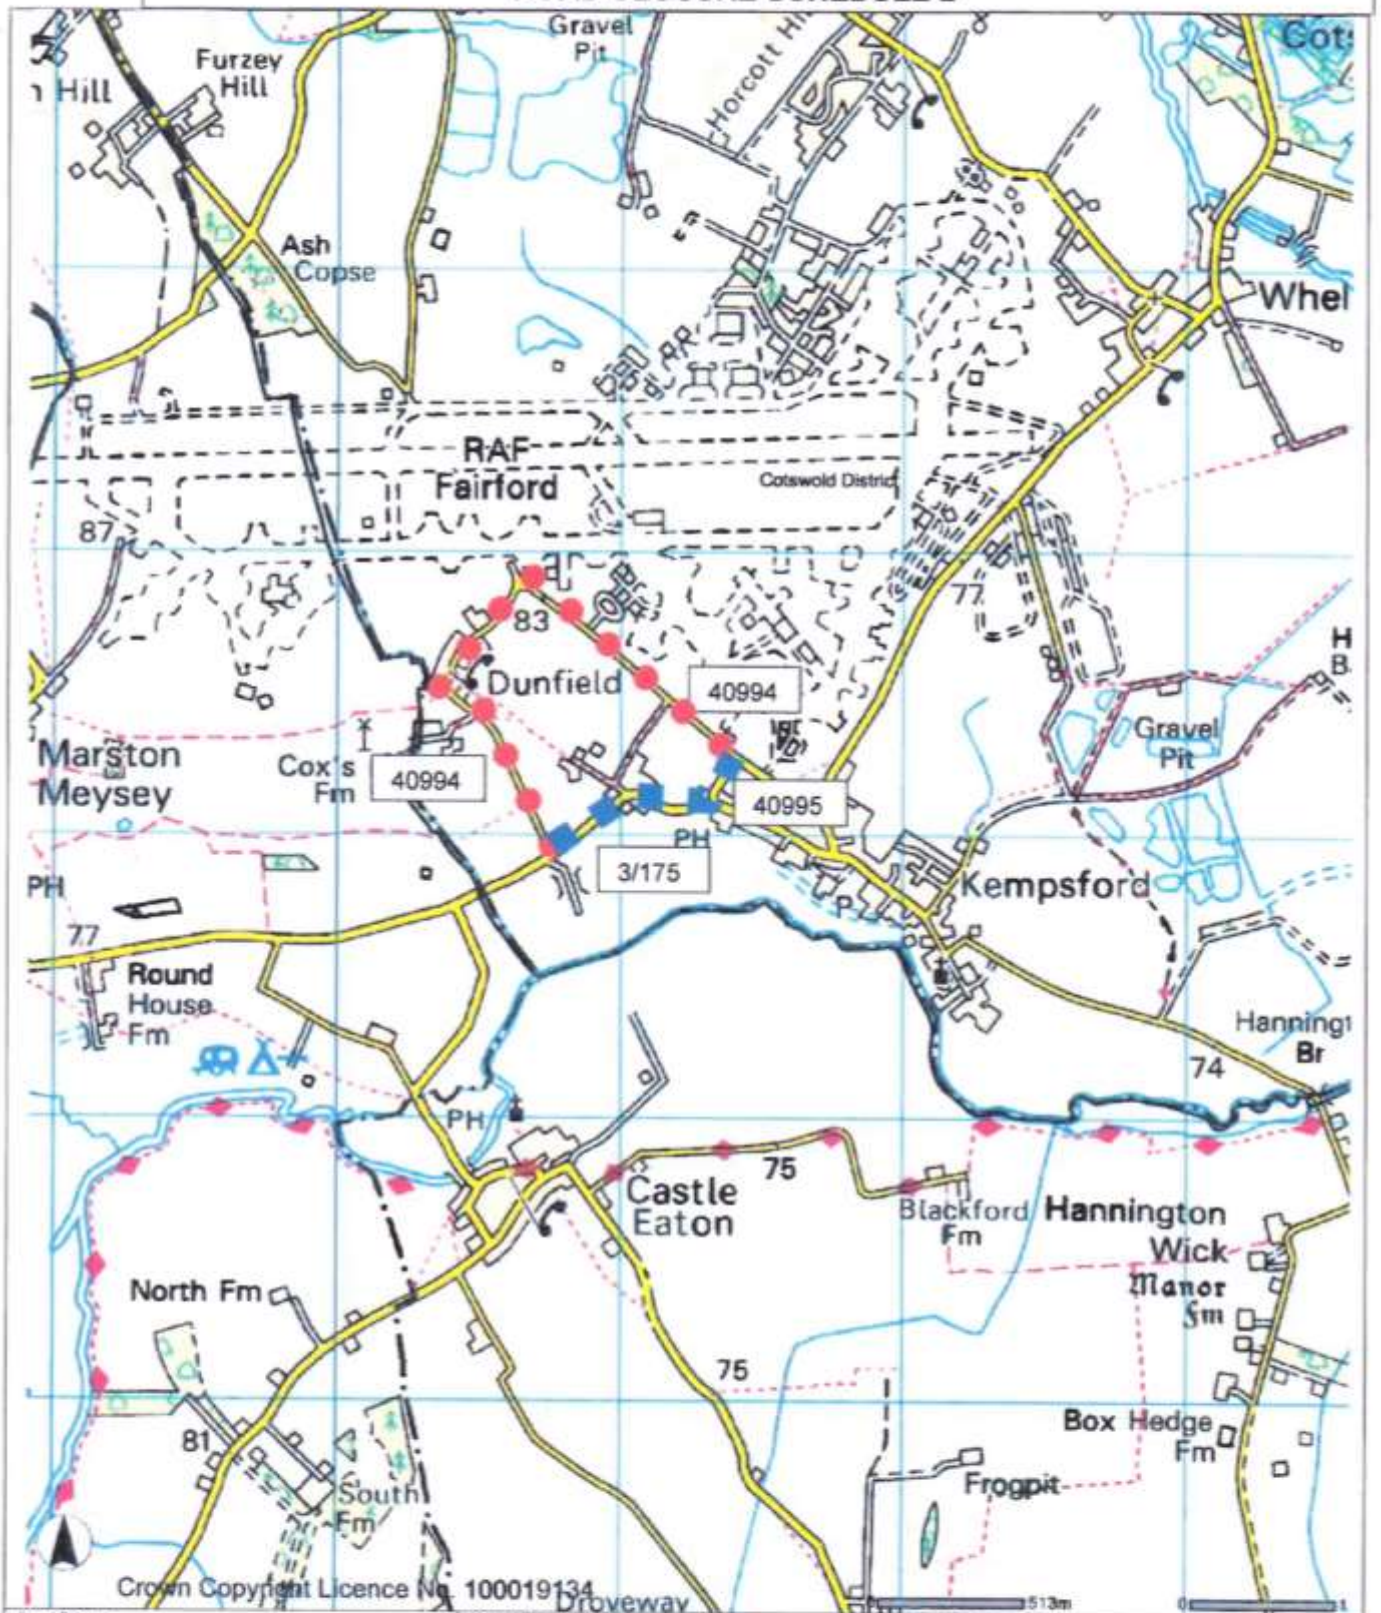 Gravel
Pit
Furzey
Hill
Hill
Horcott
Ash
Copse
Whel
RAF
Fairford
Cotswold Distric
87
77
83
Dunfield
40994
Gravel
Pit
Marston
Meysey
Cox's
Fm
40994
40995
PH
3/175
Kempsford
PH
P
77
Round
House
Fm
Hanningt
Br
74
PH
Castle
Eaton
75
Blackford
Fm
Hannington
Wick
Manor
Fm
North Fm
75
Box Hedge
Fm
81
South
Fm
Frogpit
Crown Copyright Licence No. 100019134
Droveway
513m
0
1